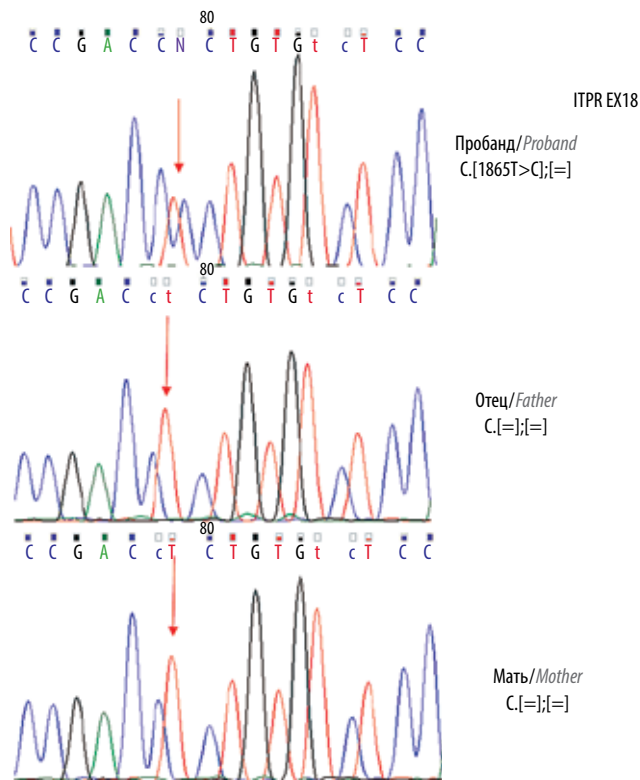 80
C C G A C C N C T G T G t c T C C
ITPR EX18
Пробанд/Proband
C.[1865T>C];[=]
80
C C G A C c t C T G T G t c T C C
Отец/Father
C.[=];[=]
80
C C G A C c T C T G T G t c T C C
Мать/Mother
C.[=];[=]